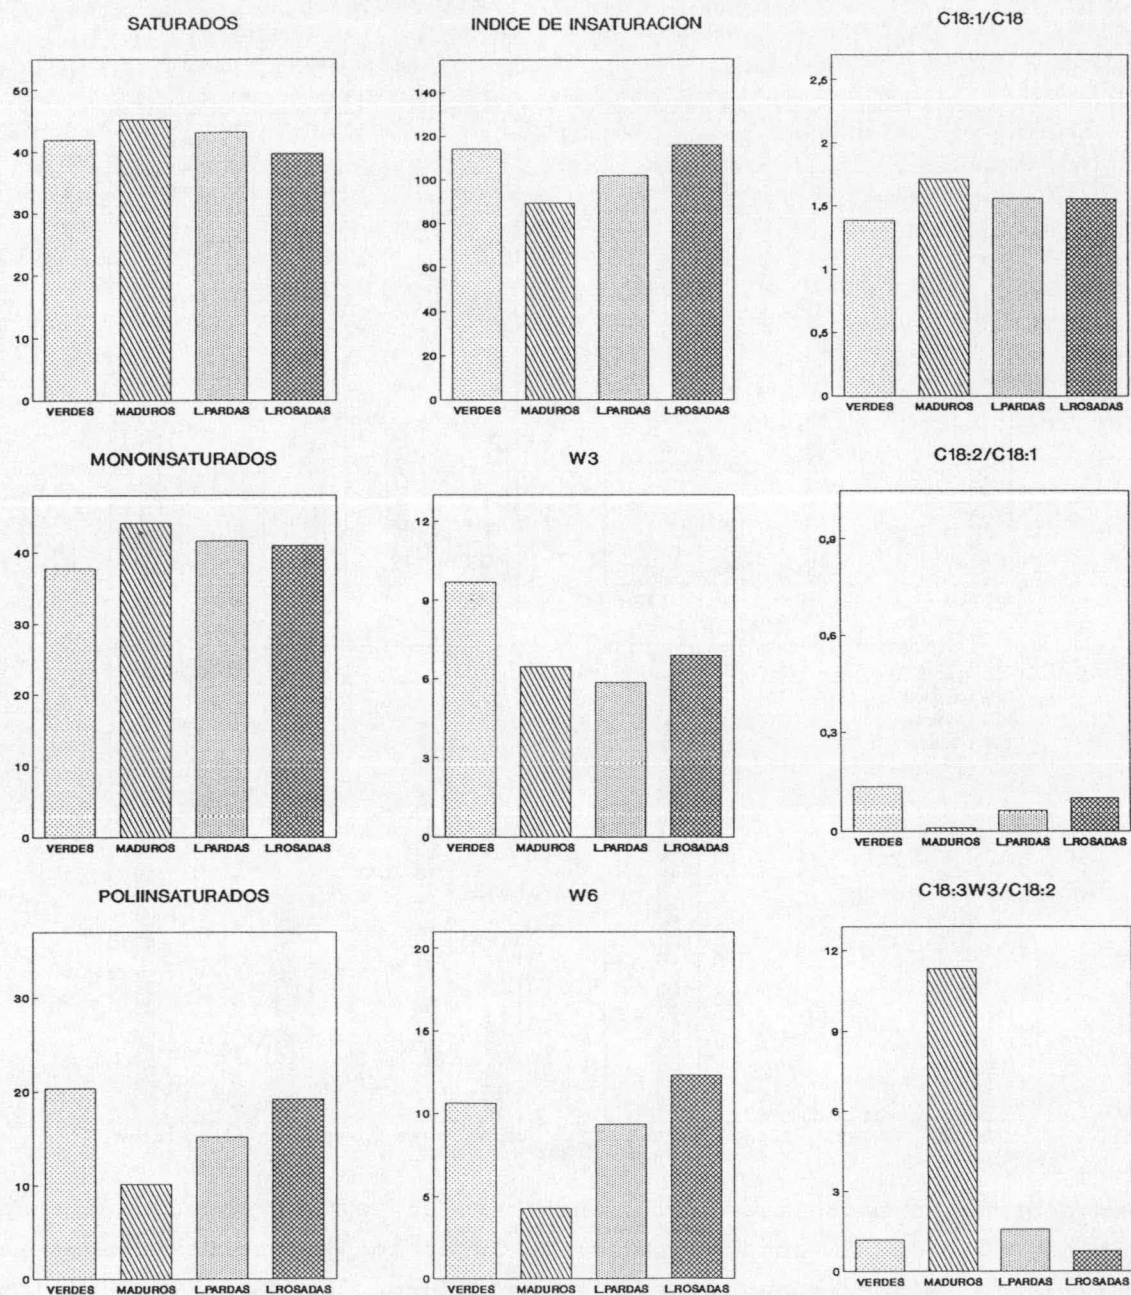 SATURADOS
50
40
30
40
20
10
0
VERDES MADUROS L.PARDAS L.ROSADAS
INDICE DE INSATURACION
140
120
100
80
60
40
20
0
VERDES MADUROS L.PARDAS L.ROSADAS
C18:1/C18
2,5
2
1,5
1
0,5
0
VERDES MADUROS L.PARDAS L.ROSADAS
MONOINSATURADOS
40
30
20
10
0
VERDES MADUROS L.PARDAS L.ROSADAS
W3
12
9
6
3
0
VERDES MADUROS L.PARDAS L.ROSADAS
C18:2/C18:1
0,9
0,6
0,3
0
VERDES MADUROS L.PARDAS L.ROSADAS
POLIINSATURADOS
30
20
10
0
VERDES MADUROS L.PARDAS L.ROSADAS
W6
20
15
10
5
0
VERDES MADUROS L.PARDAS L.ROSADAS
C18:3W3/C18:2
12
9
6
3
0
VERDES MADUROS L.PARDAS L.ROSADAS